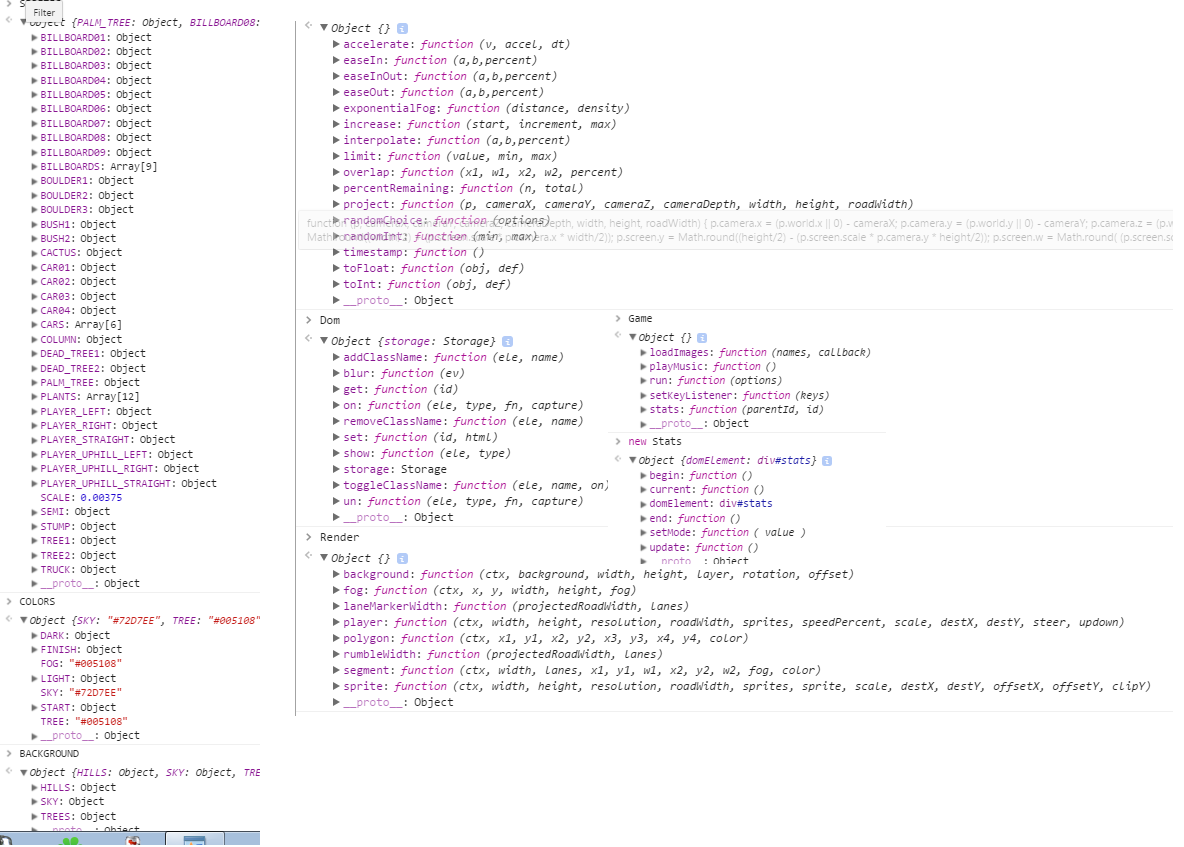 Filter
Object {PALM_TREE: Object, BILLBOARD08:
BILLBOARD01: Object
BILLBOARD02: Object
BILLBOARD03: Object
BILLBOARD04: Object
BILLBOARD05: Object
BILLBOARD06: Object
BILLBOARD07: Object
BILLBOARD08: Object
BILLBOARD09: Object
BILLBOARDS: Array[9]
BOULDER1: Object
BOULDER2: Object
BOULDER3: Object
BUSH1: Object
BUSH2: Object
CACTUS: Object
CAR01: Object
CAR02: Object
CAR03: Object
CAR04: Object
CARS: Array[6]
COLUMN: Object
DEAD_TREE1: Object
DEAD_TREE2: Object
PALM_TREE: Object
PLANTS: Array[12]
PLAYER_LEFT: Object
PLAYER_RIGHT: Object
PLAYER_STRAIGHT: Object
PLAYER_UPHILL_LEFT: Object
PLAYER_UPHILL_RIGHT: Object
PLAYER_UPHILL_STRAIGHT: Object
SCALE: 0.00375
SEMI: Object
STUMP: Object
TREE1: Object
TREE2: Object
TRUCK: Object
__proto__: Object
COLORS
Object {SKY: "#72D7EE", TREE: "#005108"
DARK: Object
FINISH: Object
FOG: "#005108"
LIGHT: Object
SKY: "#72D7EE"
START: Object
TREE: "#005108"
__proto__: Object
BACKGROUND
Object {HILLS: Object, SKY: Object, TRE
HILLS: Object
SKY: Object
TREES: Object
__proto__: Object
Object {}
accelerate: function (v, accel, dt)
easeIn: function (a,b,percent)
easeInOut: function (a,b,percent)
easeOut: function (a,b,percent)
exponentialFog: function (distance, density)
increase: function (start, increment, max)
interpolate: function (a,b,percent)
limit: function (value, min, max)
overlap: function (x1, w1, x2, w2, percent)
percentRemaining: function (n, total)
project: function (p, cameraX, cameraY, cameraZ, cameraDepth, width, height, roadWidth)
randomChoice: function (options)
function (p, cameraX, cameraY, cameraZ, cameraDepth, width, height, roadWidth) { p.camera.x = (p.world.x || 0) - cameraX; p.camera.y = (p.world.y || 0) - cameraY; p.camera.z = (p.w
randomInt: function (min, max)
p.camera.x * width/2)); p.screen.y = Math.round((height/2) - (p.screen.scale * p.camera.y * height/2)); p.screen.w = Math.round( (p.screen.sc
timestamp: function ()
toFloat: function (obj, def)
toInt: function (obj, def)
__proto__: Object
Dom
Object {storage: Storage}
addClassName: function (ele, name)
blur: function (ev)
get: function (id)
on: function (ele, type, fn, capture)
removeClassName: function (ele, name)
set: function (id, html)
show: function (ele, type)
storage: Storage
toggleClassName: function (ele, name, on)
un: function (ele, type, fn, capture)
__proto__: Object
Game
Object {}
loadImages: function (names, callback)
playMusic: function ()
run: function (options)
setKeyListener: function (keys)
stats: function (parentId, id)
__proto__: Object
new Stats
Object {domElement: div#stats}
begin: function ()
current: function ()
domElement: div#stats
end: function ()
setMode: function ( value )
update: function ()
__proto__: Object
Render
Object {}
background: function (ctx, background, width, height, layer, rotation, offset)
fog: function (ctx, x, y, width, height, fog)
laneMarkerWidth: function (projectedRoadWidth, lanes)
player: function (ctx, width, height, resolution, roadWidth, sprites, speedPercent, scale, destX, destY, steer, updown)
polygon: function (ctx, x1, y1, x2, y2, x3, y3, x4, y4, color)
rumbleWidth: function (projectedRoadWidth, lanes)
segment: function (ctx, width, lanes, x1, y1, w1, x2, y2, w2, fog, color)
sprite: function (ctx, width, height, resolution, roadWidth, sprites, sprite, scale, destX, destY, offsetX, offsetY, clipY)
__proto__: Object